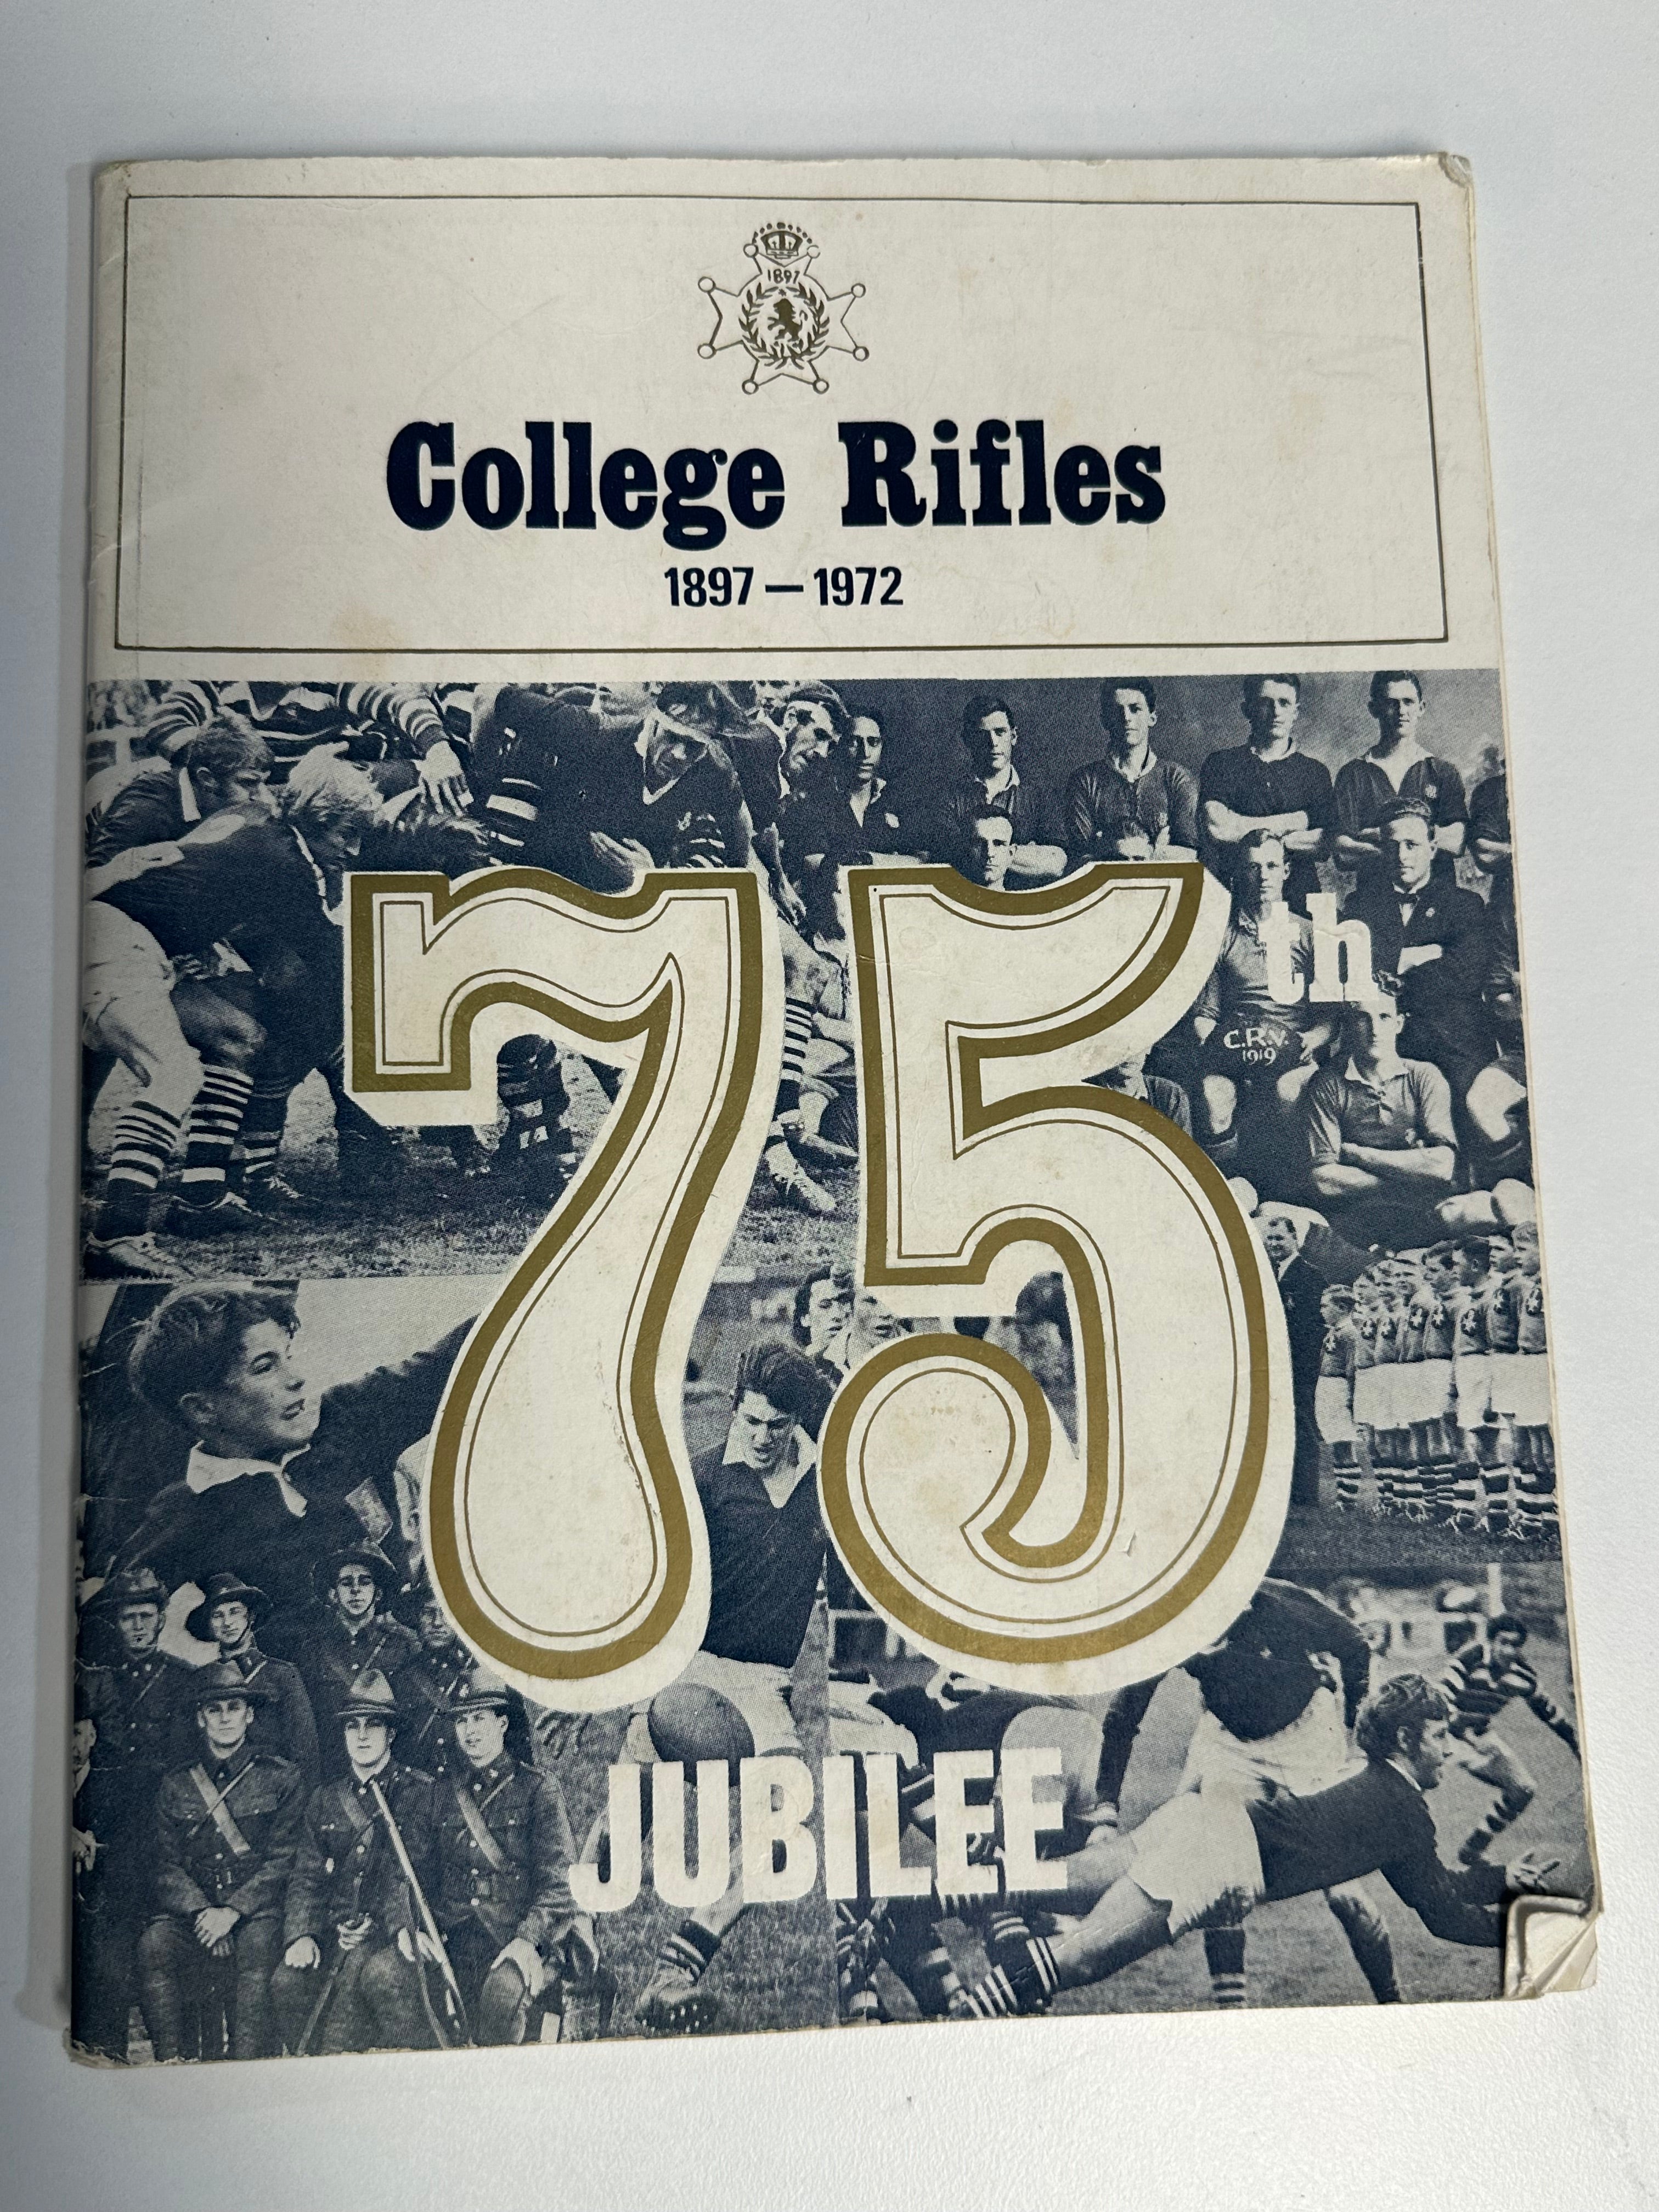 1897
College Rifles
1897 — 1972
75th
C.R.V.
1919
JUBILEE